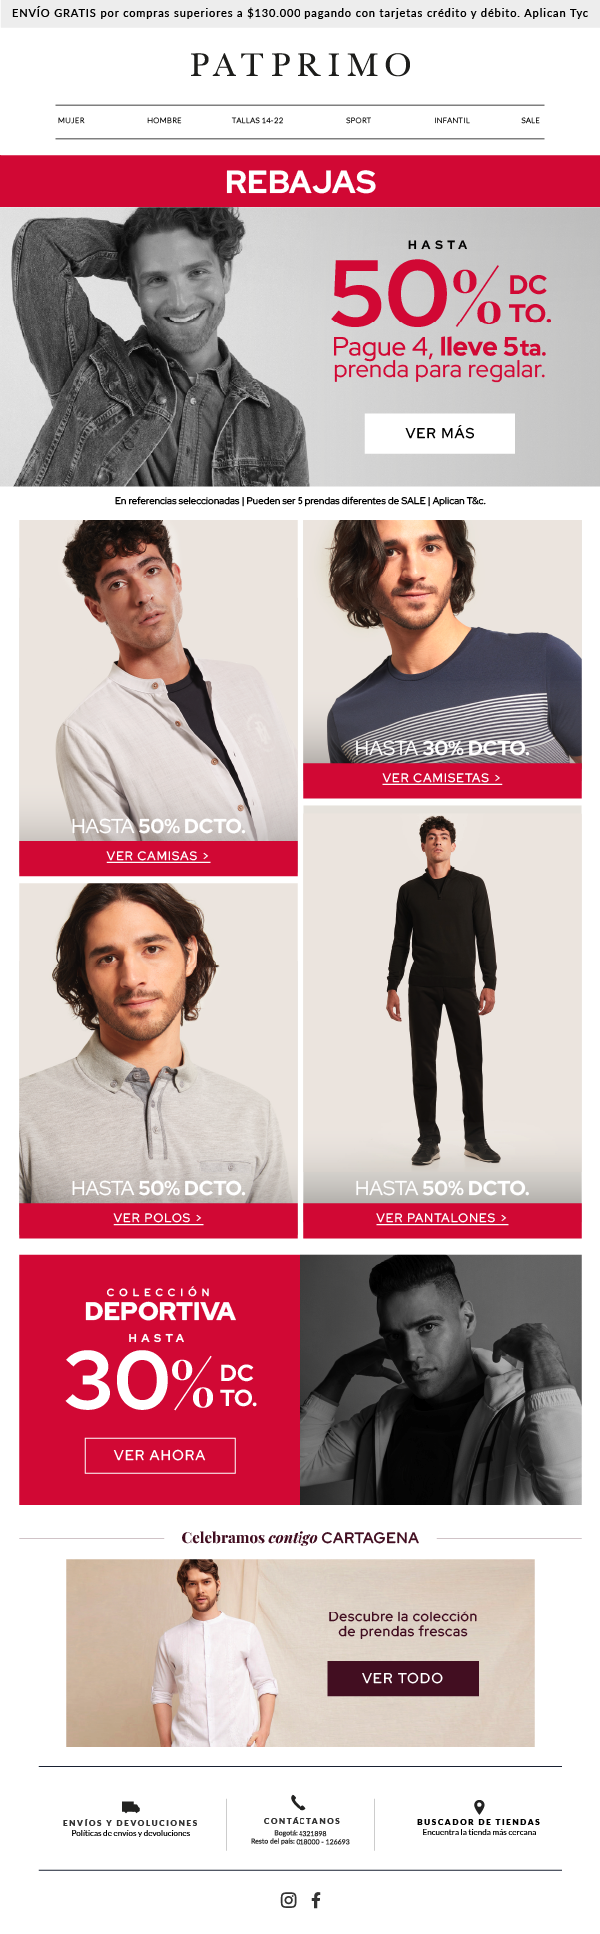 ENVÍO GRATIS por compras superiores a $130.000 pagando con tarjetas crédito y débito. Aplican Tyc
PATPRIMO
MUJER HOMBRE TALLAS 14-22 SPORT INFANTIL SALE
REBAJAS
HASTA
50% DCTO.
Pague 4, lleve 5ta.
prenda para regalar.
VER MÁS
En referencias seleccionadas | Pueden ser 5 prendas diferentes de SALE | Aplican T&c.
HASTA 50% DCTO.
VER CAMISAS >
HASTA 30% DCTO.
VER CAMISETAS >
HASTA 50% DCTO.
VER POLOS >
HASTA 50% DCTO.
VER PANTALONES >
COLECCIÓN
DEPORTIVA
HASTA
30% DCTO.
VER AHORA
Celebramos contigo CARTAGENA
Descubre la colección
de prendas frescas
VER TODO
ENVÍOS Y DEVOLUCIONES
Políticas de envíos y devoluciones
CONTÁCTANOS
Bogotá: 4321898
Resto del país: 018000 - 126693
BUSCADOR DE TIENDAS
Encuentra la tienda más cercana